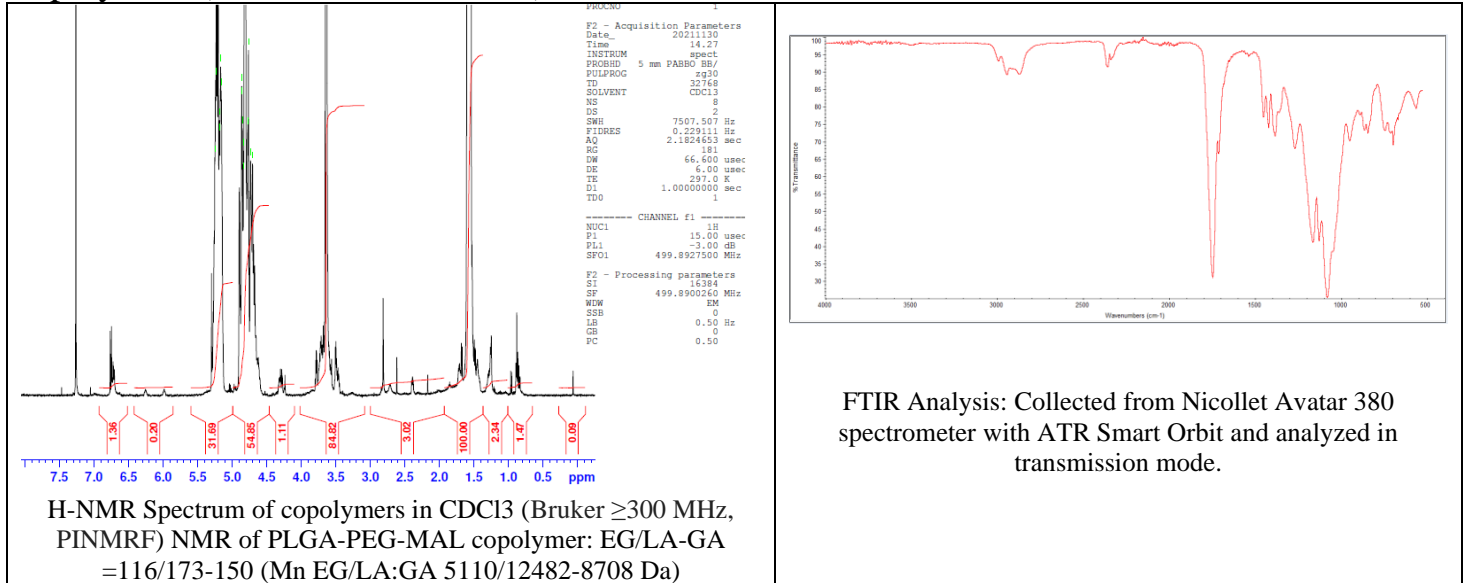 PROCNO 1
F2 - Acquisition Parameters
Date_ 20211130
Time 14.27
INSTRUM spect
PROBHD 5 mm PABBO BB/
PULPROG zg30
TD 32768
SOLVENT CDCl3
NS 8
DS 2
SWH 7507.507 Hz
FIDRES 0.229111 Hz
AQ 2.1824653 sec
RG 181
DW 66.600 usec
DE 6.00 usec
TE 297.0 K
D1 1.00000000 sec
TD0 1
======== CHANNEL f1 ========
NUC1 1H
P1 15.00 usec
PL1 -3.00 dB
SFO1 499.8927500 MHz
F2 - Processing parameters
SI 16384
SF 499.8900260 MHz
WDW EM
SSB 0
LB 0.50 Hz
GB 0
PC 0.50
1.36 0.20 31.69 54.85 1.11 84.82 3.02 100.00 2.34 1.47 0.09
7.5 7.0 6.5 6.0 5.5 5.0 4.5 4.0 3.5 3.0 2.5 2.0 1.5 1.0 0.5 ppm
H-NMR Spectrum of copolymers in CDCl3 (Bruker ≥300 MHz,
PINMRF) NMR of PLGA-PEG-MAL copolymer: EG/LA-GA
=116/173-150 (Mn EG/LA:GA 5110/12482-8708 Da)
100
95
90
85
80
75
70
65
60
55
50
45
40
35
30
%Transmittance
4000 3500 3000 2500 2000 1500 1000 500
Wavenumbers (cm-1)
FTIR Analysis: Collected from Nicollet Avatar 380
spectrometer with ATR Smart Orbit and analyzed in
transmission mode.